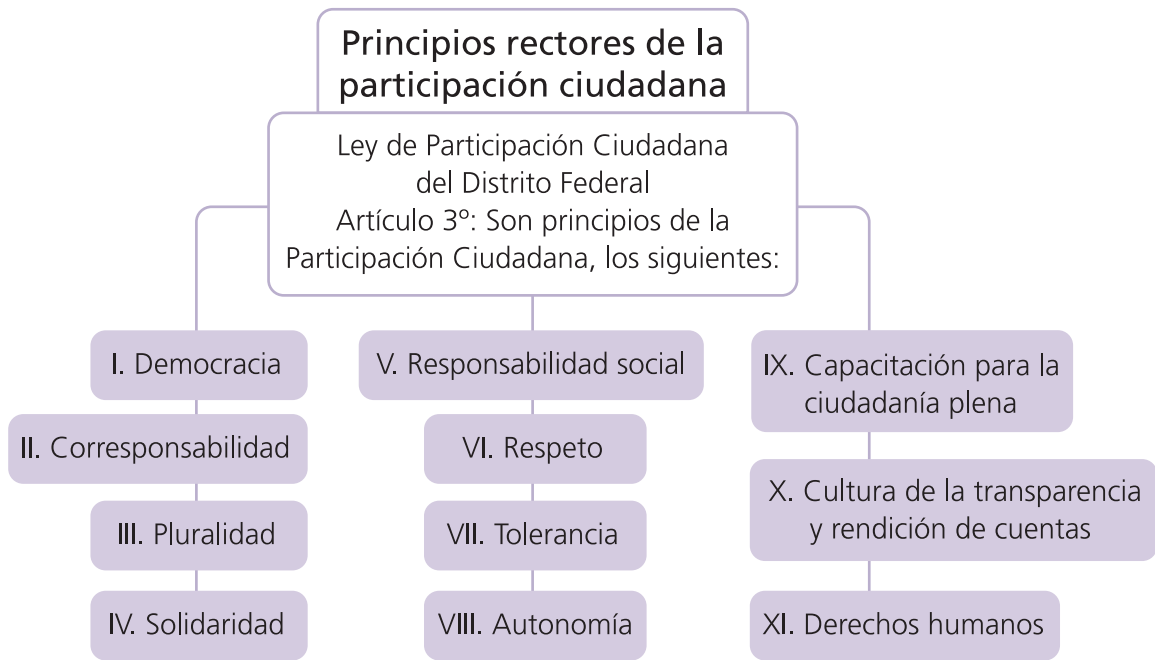 Principios rectores de la
participación ciudadana
Ley de Participación Ciudadana
del Distrito Federal
Artículo 3º: Son principios de la
Participación Ciudadana, los siguientes:
I. Democracia
II. Corresponsabilidad
III. Pluralidad
IV. Solidaridad
V. Responsabilidad social
VI. Respeto
VII. Tolerancia
VIII. Autonomía
IX. Capacitación para la
ciudadanía plena
X. Cultura de la transparencia
y rendición de cuentas
XI. Derechos humanos